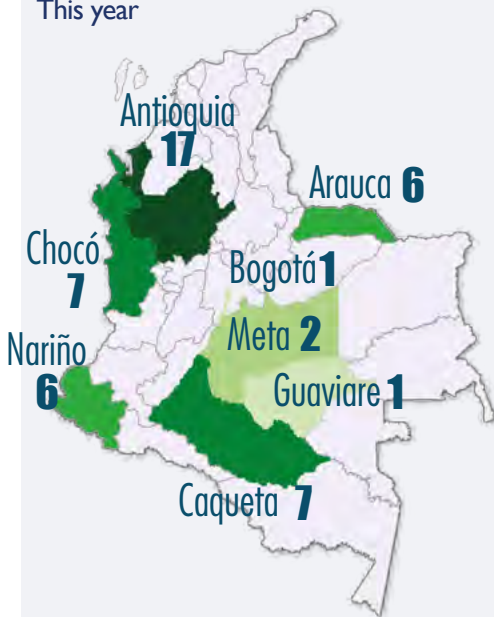 This year
Antioquia
17
Arauca 6
Chocó
7
Bogotá 1
Meta 2
Nariño
6
Guaviare 1
Caqueta 7